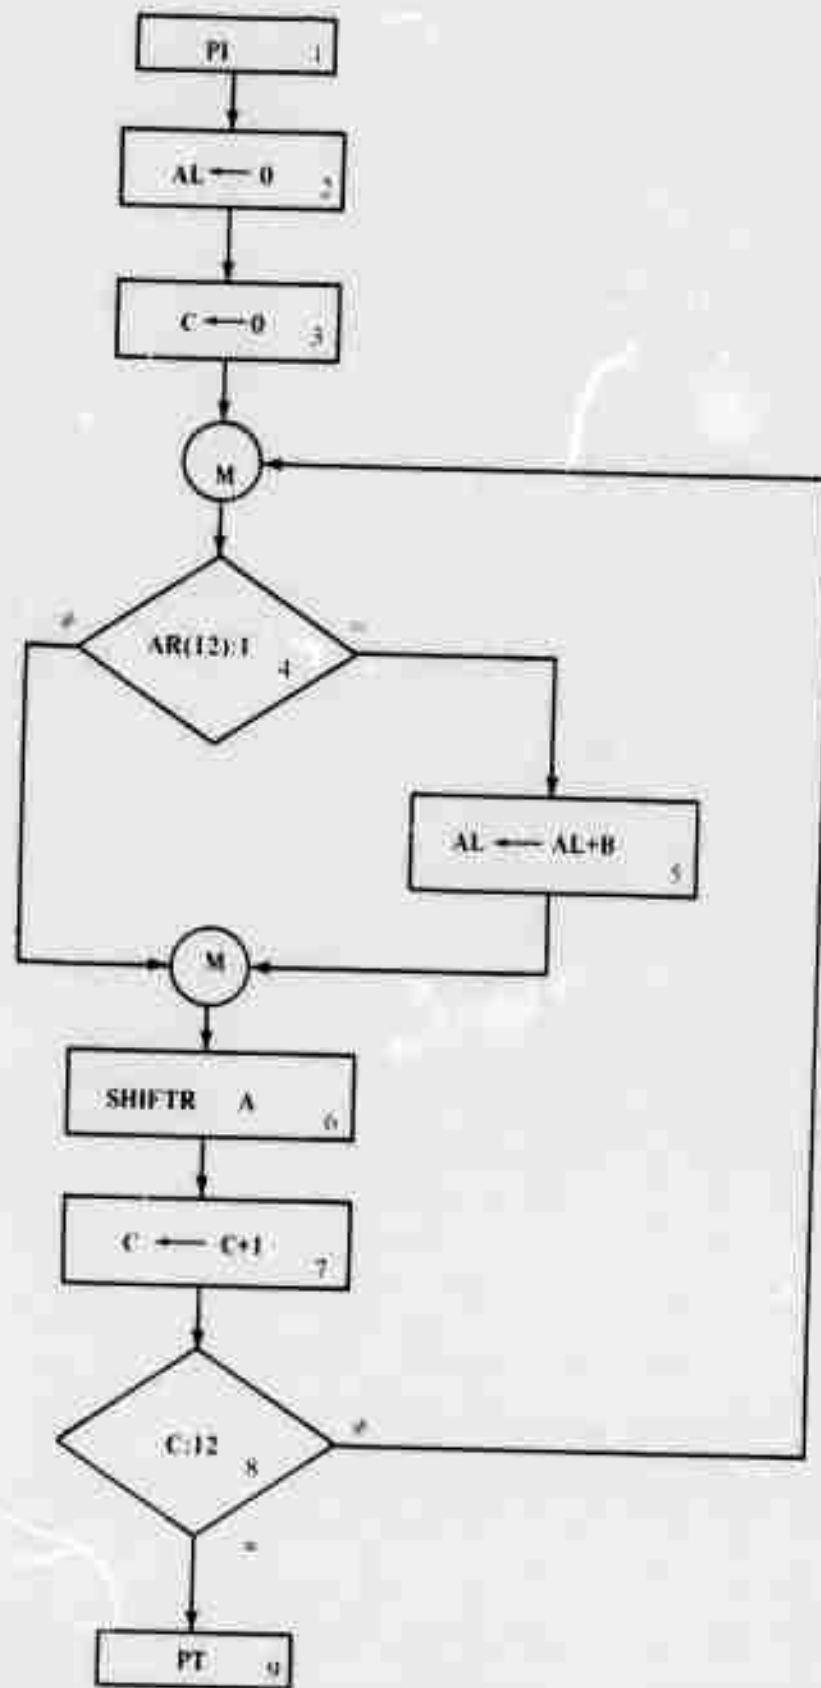 PI 1
AL ← 0 2
C ← 0 3
M
≠ AR(12):1 4 =
AL ← AL+B 5
M
SHIFTR A 6
C ← C+1 7
C:12 8 ≠
=
PT 9